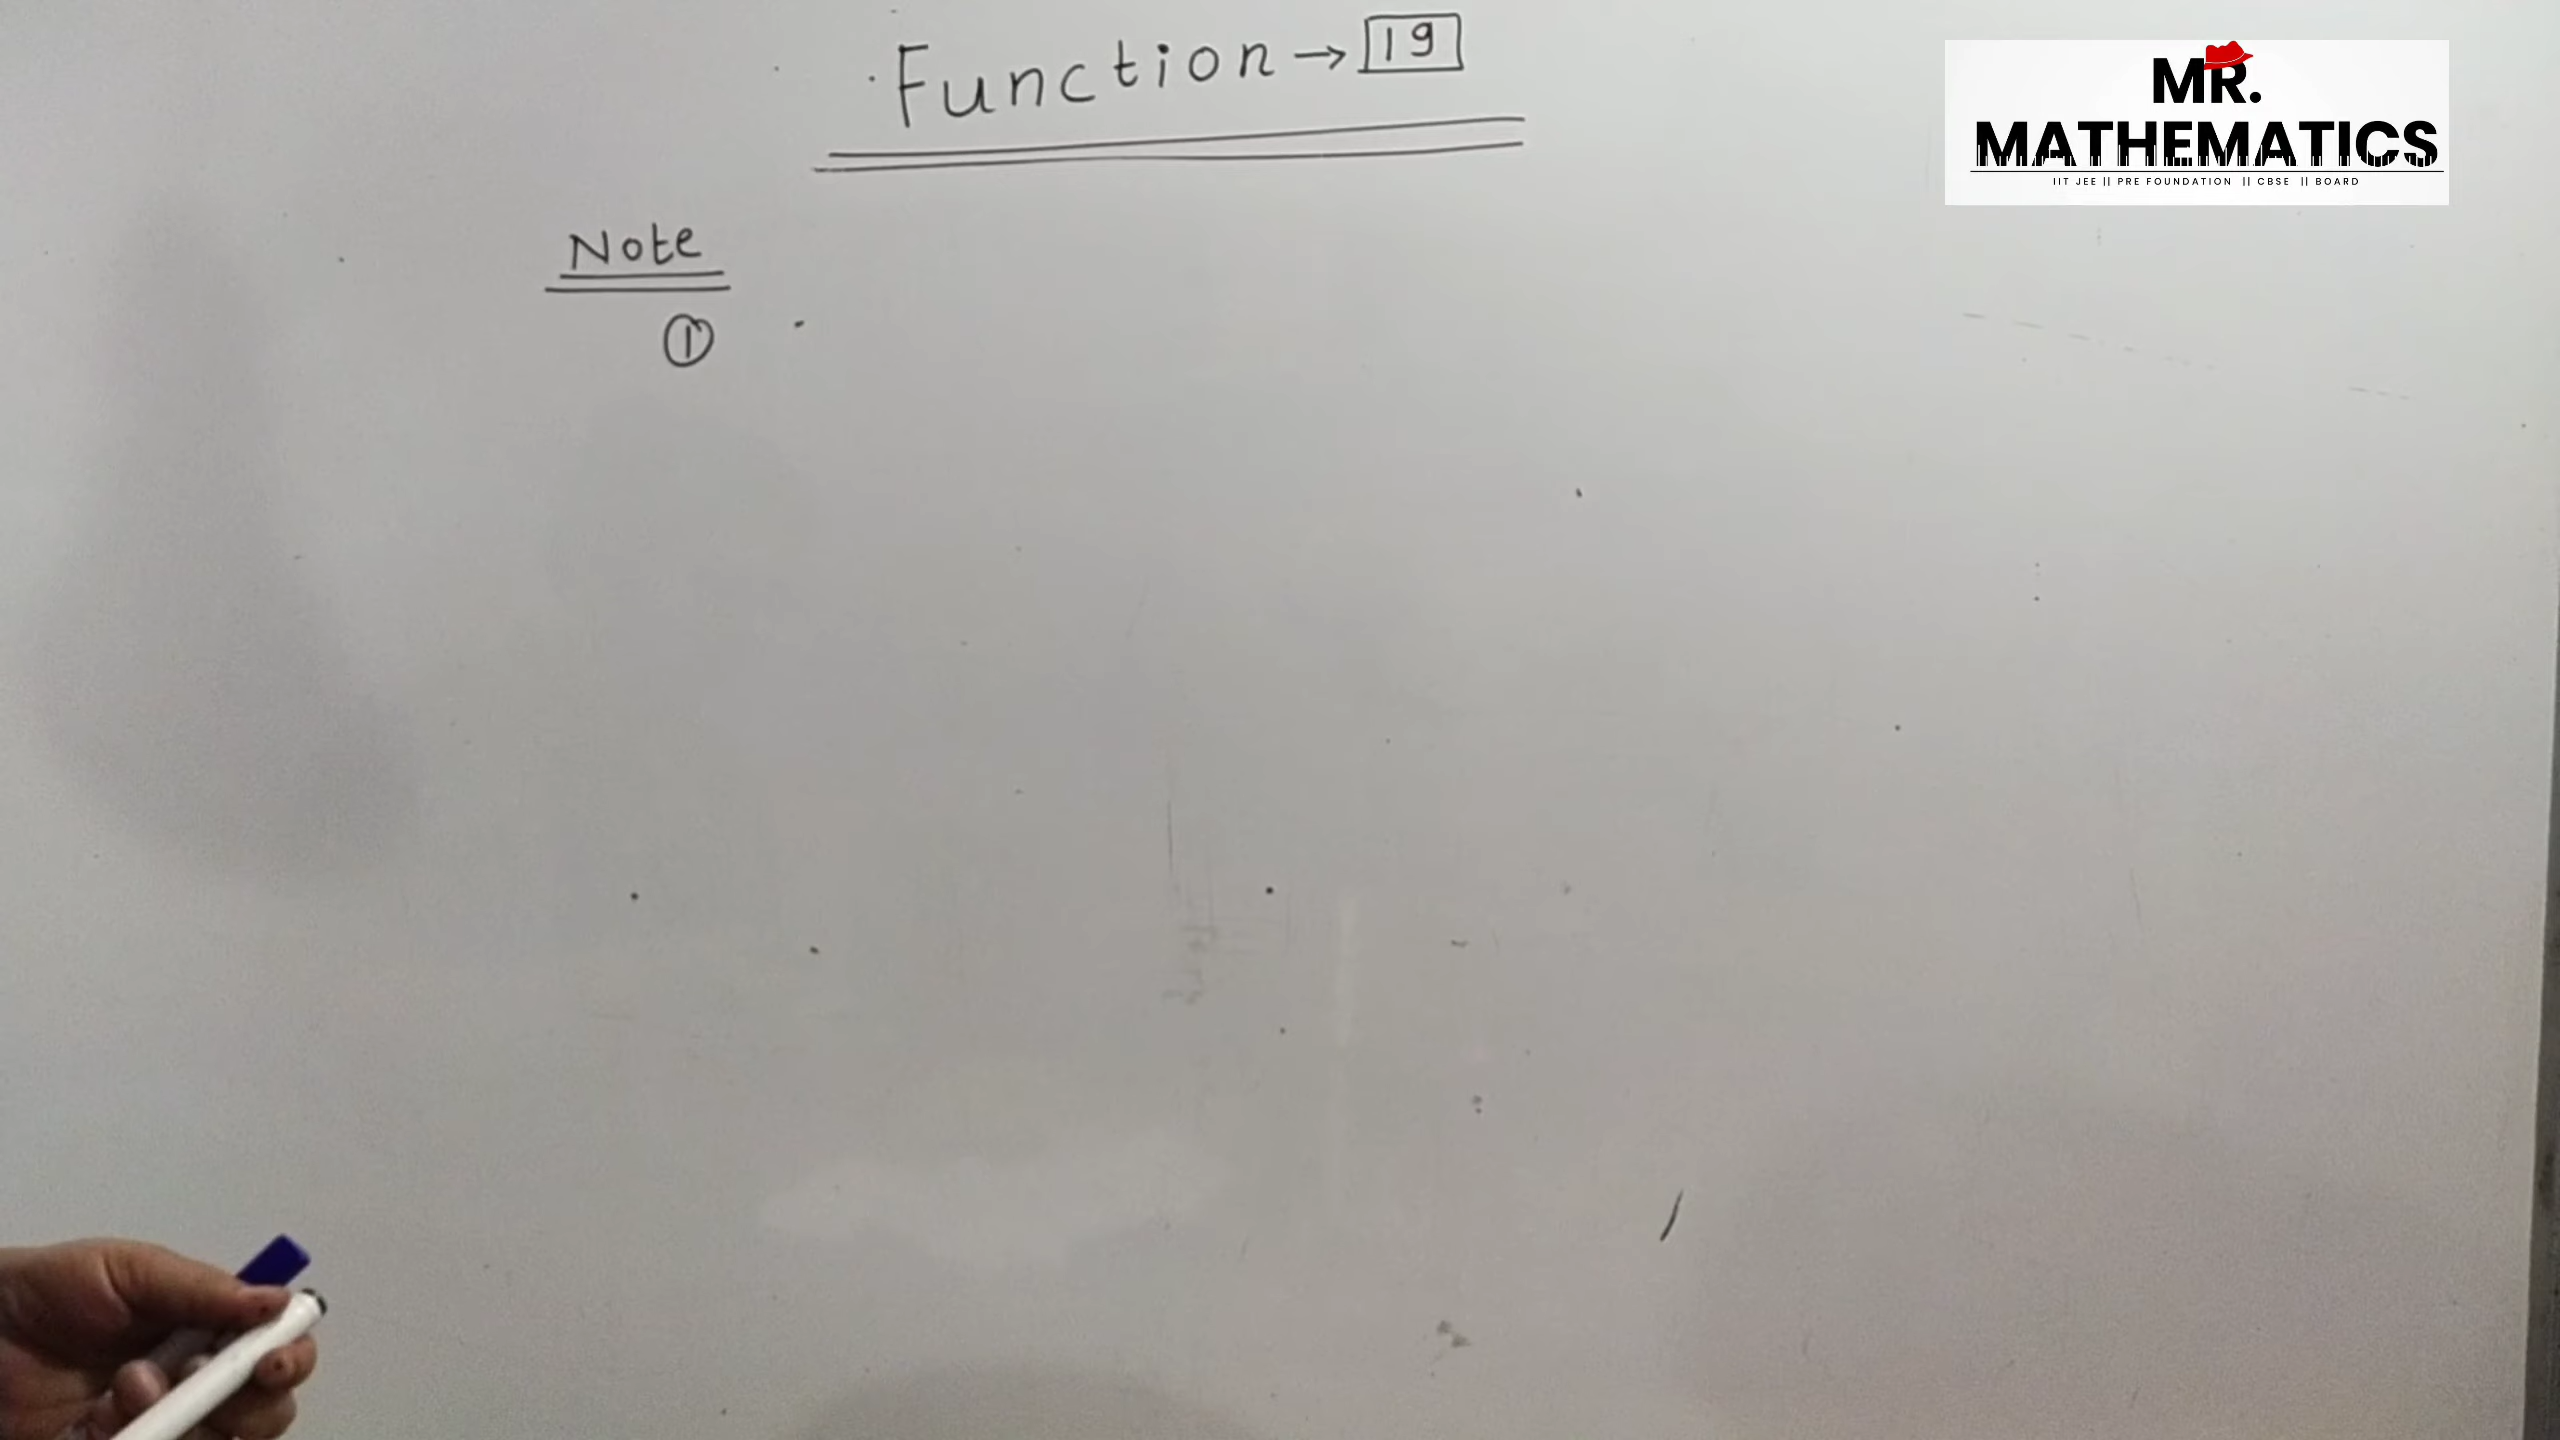 Function → 19
MR.
MATHEMATICS
IIT JEE || PRE FOUNDATION || CBSE || BOARD
Note
①